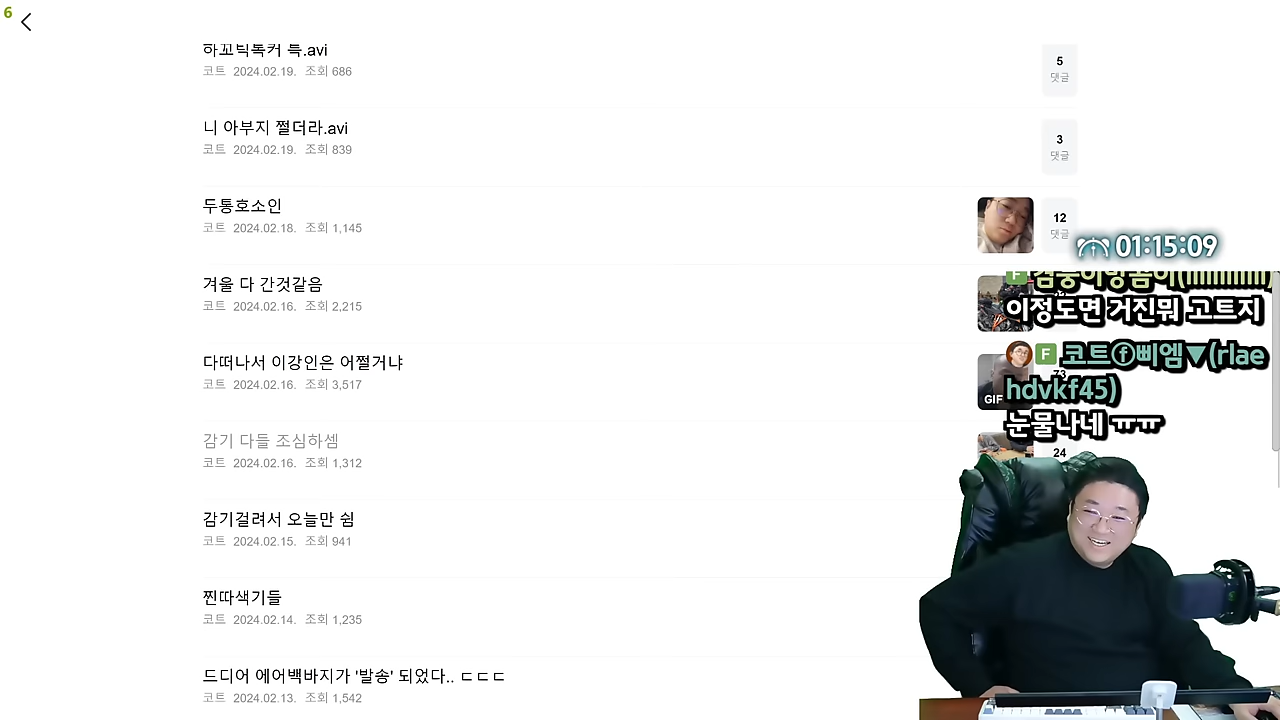 6
하꼬틱톡커 특.avi
코트 2024.02.19. 조회 686
5
댓글
니 아부지 쩔더라.avi
코트 2024.02.19. 조회 839
3
댓글
두통호소인
코트 2024.02.18. 조회 1,145
12
댓글
01:15:09
겨울 다 간것같음
코트 2024.02.16. 조회 2,215
이정도면 거진뭐 고트지
다떠나서 이강인은 어쩔거냐
코트 2024.02.16. 조회 3,517
GIF
73
F 코트ⓕ삐엠▼(rlae
hdvkf45)
눈물나네 ㅠㅠ
감기 다들 조심하셈
코트 2024.02.16. 조회 1,312
24
감기걸려서 오늘만 쉼
코트 2024.02.15. 조회 941
찐따색기들
코트 2024.02.14. 조회 1,235
드디어 에어백바지가 '발송' 되었다.. ㄷㄷㄷ
코트 2024.02.13. 조회 1,542